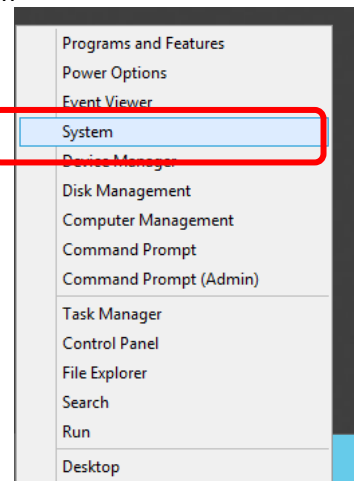 Programs and Features
Power Options
Event Viewer
System
Device Manager
Disk Management
Computer Management
Command Prompt
Command Prompt (Admin)
Task Manager
Control Panel
File Explorer
Search
Run
Desktop